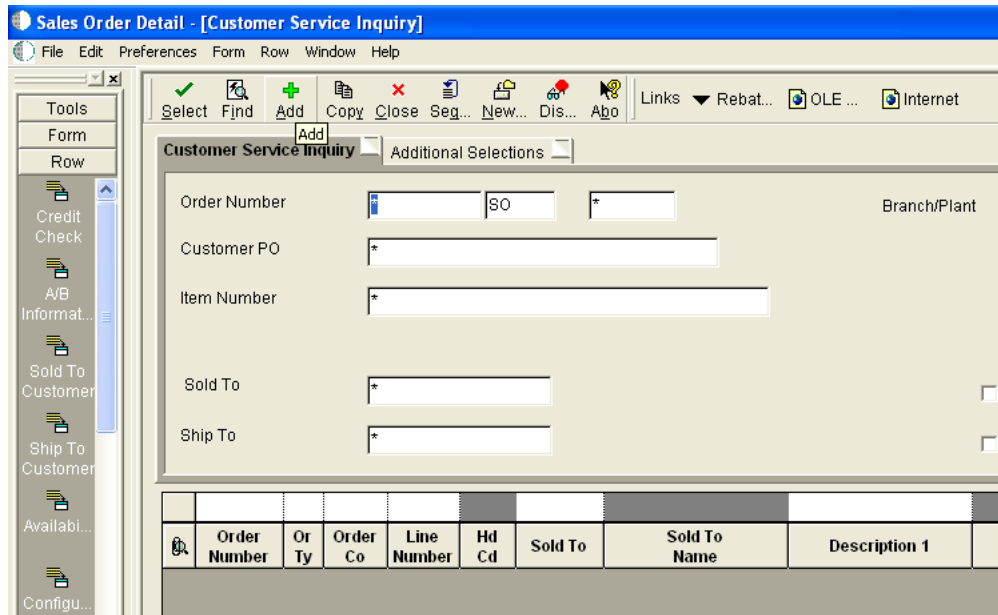 Sales Order Detail - [Customer Service Inquiry]
File Edit Preferences Form Row Window Help
Tools
Form
Row
Credit
Check
A/B
Informat...
Sold To
Customer
Ship To
Customer
Availabi...
Configu...
Select Find Add Copy Close Seq... New... Dis... Abo Links Rebat... OLE ... Internet
Add
Customer Service Inquiry Additional Selections
Order Number * SO * Branch/Plant
Customer PO *
Item Number *
Sold To *
Ship To *
Order Number Or Ty Order Co Line Number Hd Cd Sold To Sold To Name Description 1